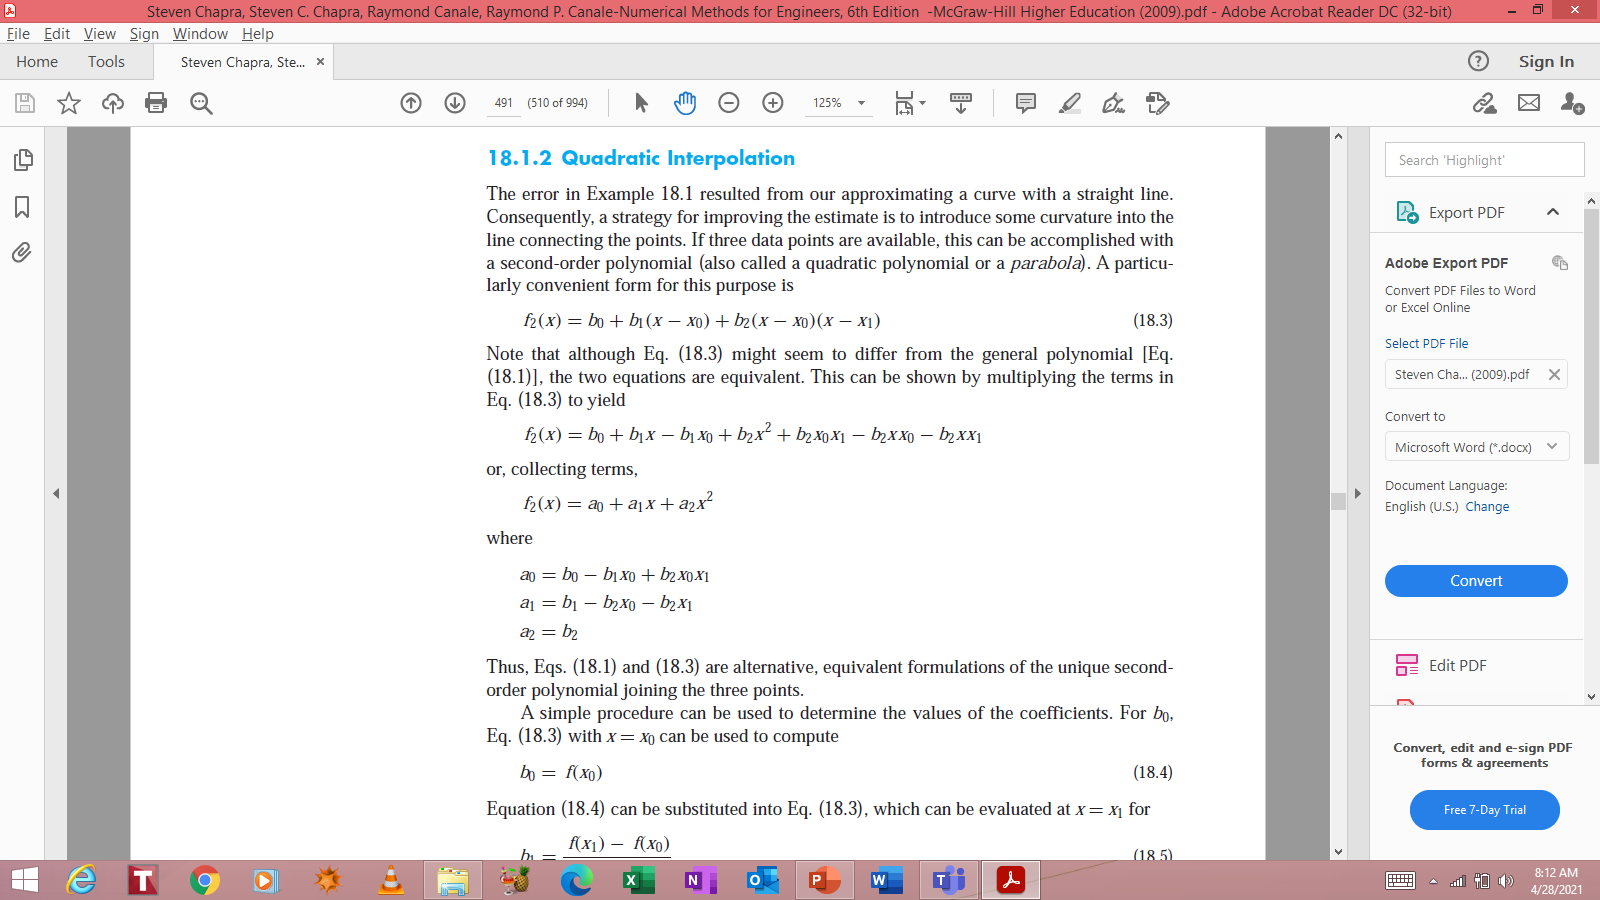 Steven Chapra, Steven C. Chapra, Raymond Canale, Raymond P. Canale-Numerical Methods for Engineers, 6th Edition -McGraw-Hill Higher Education (2009).pdf - Adobe Acrobat Reader DC (32-bit)
File Edit View Sign Window Help
Home Tools Steven Chapra, Ste... × ? Sign In
491 (510 of 994) 125%
18.1.2 Quadratic Interpolation
The error in Example 18.1 resulted from our approximating a curve with a straight line.
Consequently, a strategy for improving the estimate is to introduce some curvature into the
line connecting the points. If three data points are available, this can be accomplished with
a second-order polynomial (also called a quadratic polynomial or a parabola). A particu-
larly convenient form for this purpose is
f₂(x) = b₀ + b₁(x − x₀) + b₂(x − x₀)(x − x₁) (18.3)
Note that although Eq. (18.3) might seem to differ from the general polynomial [Eq.
(18.1)], the two equations are equivalent. This can be shown by multiplying the terms in
Eq. (18.3) to yield
f₂(x) = b₀ + b₁x − b₁x₀ + b₂x² + b₂x₀x₁ − b₂xx₀ − b₂xx₁
or, collecting terms,
f₂(x) = a₀ + a₁x + a₂x²
where
a₀ = b₀ − b₁x₀ + b₂x₀x₁
a₁ = b₁ − b₂x₀ − b₂x₁
a₂ = b₂
Thus, Eqs. (18.1) and (18.3) are alternative, equivalent formulations of the unique second-
order polynomial joining the three points.
A simple procedure can be used to determine the values of the coefficients. For b₀,
Eq. (18.3) with x = x₀ can be used to compute
b₀ = f(x₀) (18.4)
Equation (18.4) can be substituted into Eq. (18.3), which can be evaluated at x = x₁ for
f(x₁) − f(x₀)
b₁ = (18.5)
Search 'Highlight'
Export PDF
Adobe Export PDF
Convert PDF Files to Word
or Excel Online
Select PDF File
Steven Cha... (2009).pdf
Convert to
Microsoft Word (*.docx)
Document Language:
English (U.S.) Change
Convert
Edit PDF
Convert, edit and e-sign PDF
forms & agreements
Free 7-Day Trial
8:12 AM
4/28/2021